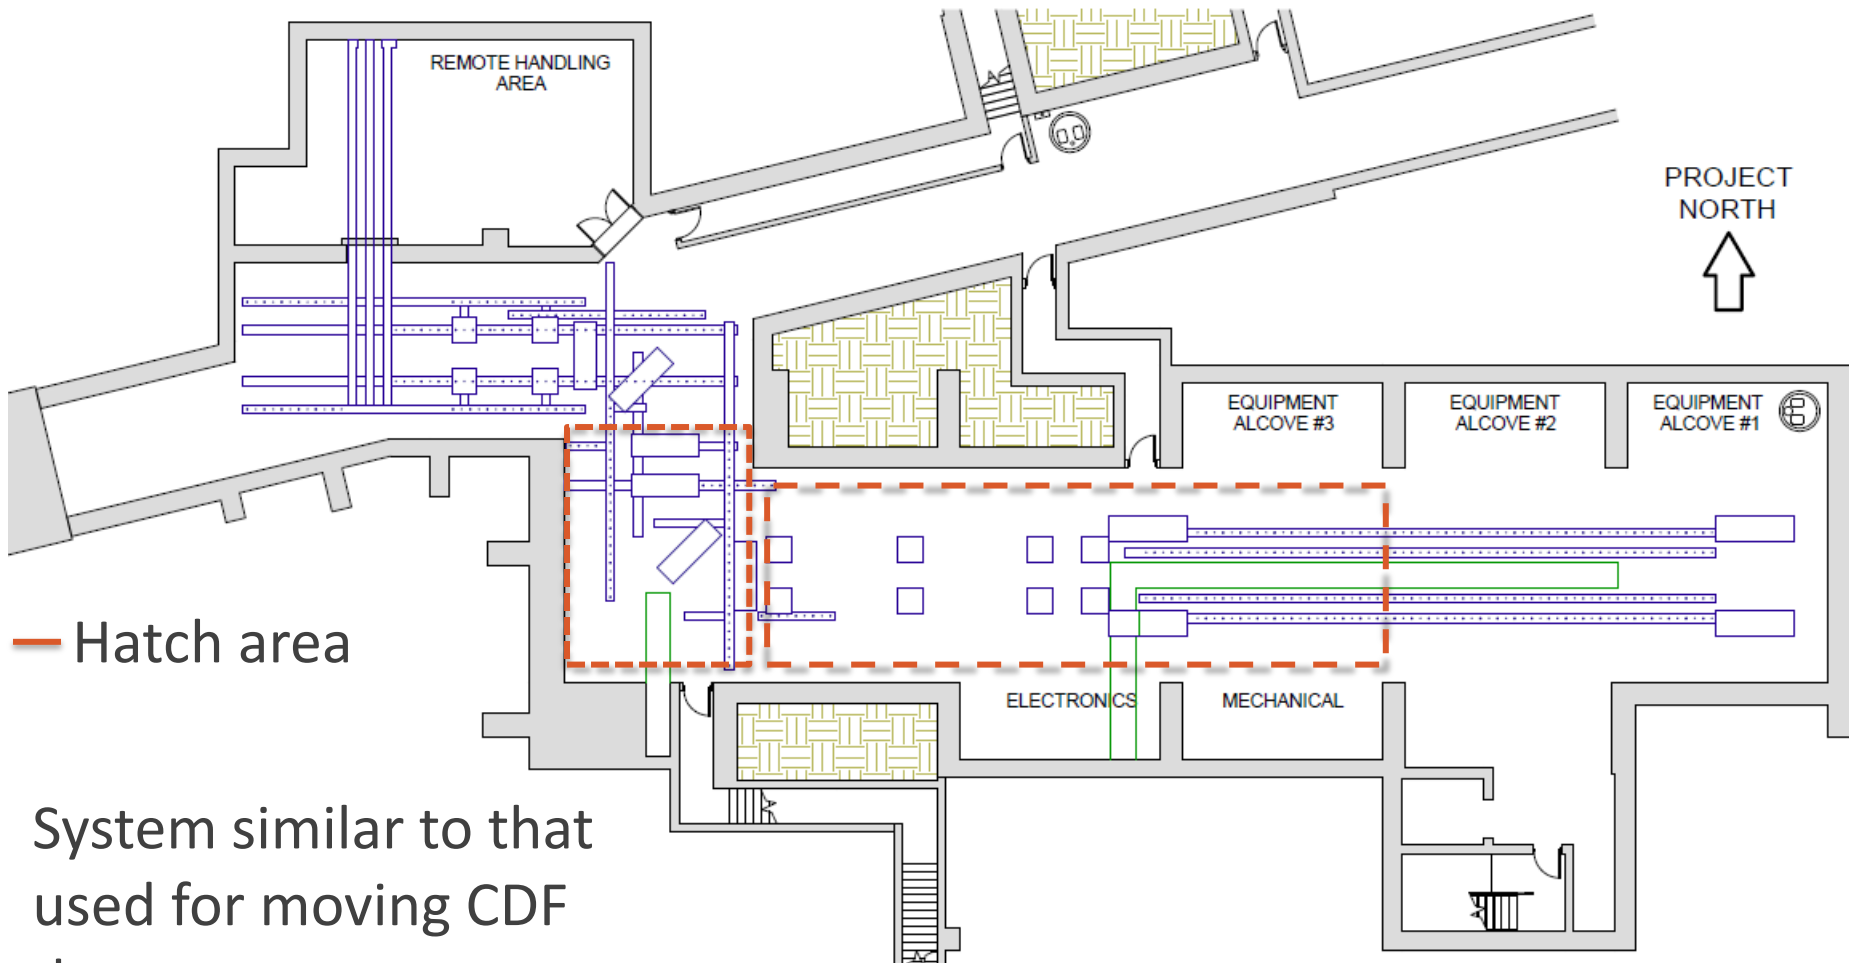 REMOTE HANDLING
AREA
PROJECT
NORTH
EQUIPMENT
ALCOVE #3
EQUIPMENT
ALCOVE #2
EQUIPMENT
ALCOVE #1
Hatch area
ELECTRONICS
MECHANICAL
System similar to that
used for moving CDF